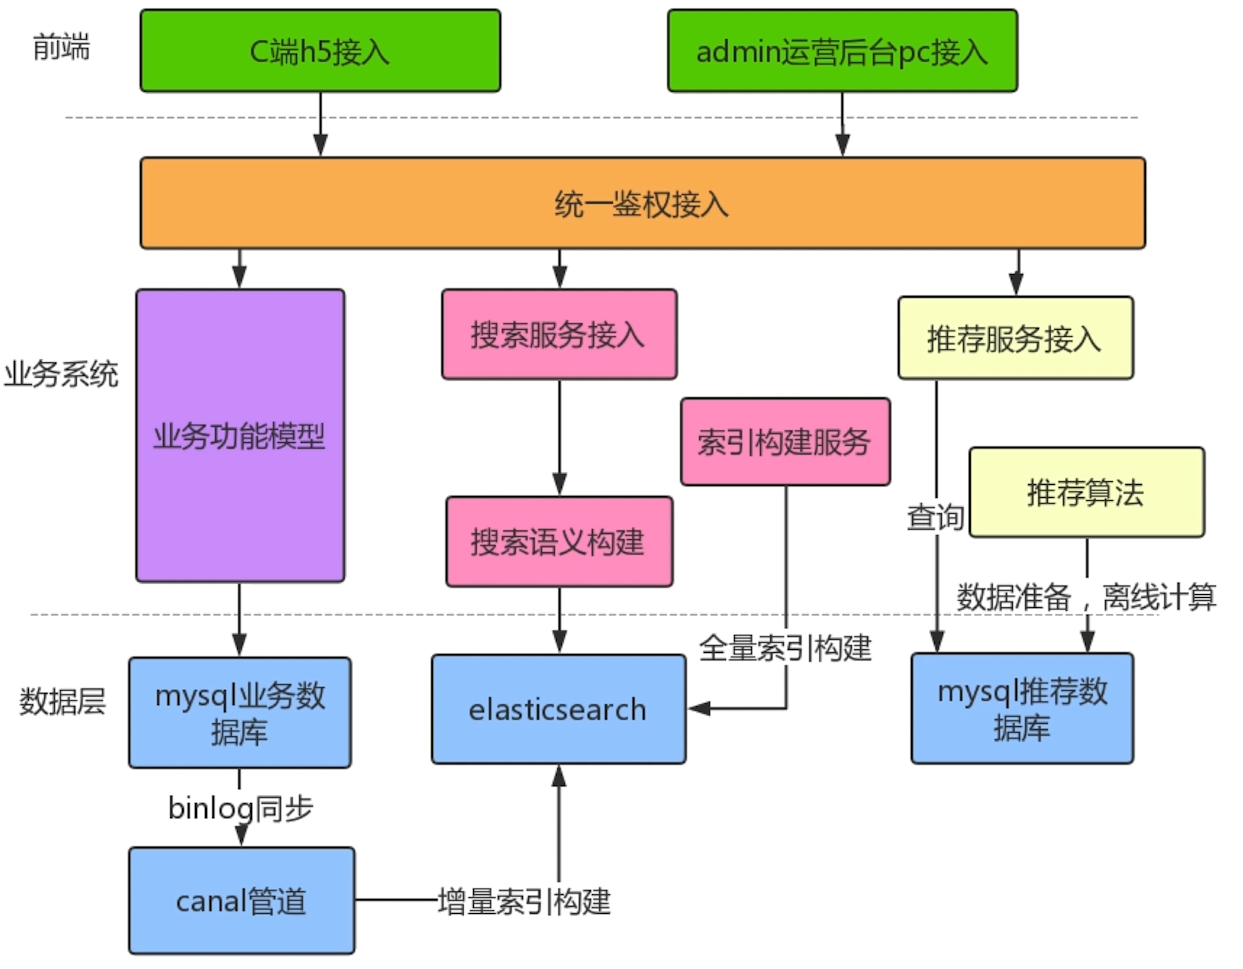 前端
C端h5接入
admin运营后台pc接入
统一鉴权接入
业务系统
业务功能模型
搜索服务接入
推荐服务接入
索引构建服务
推荐算法
查询
搜索语义构建
数据准备，离线计算
全量索引构建
数据层
mysql业务数
据库
elasticsearch
mysql推荐数
据库
binlog同步
canal管道
增量索引构建